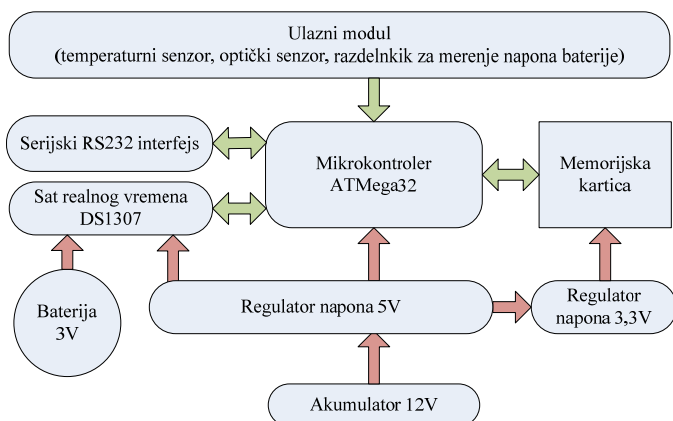 Ulazni modul
(temperaturni senzor, optički senzor, razdelnkik za merenje napona baterije)
Serijski RS232 interfejs
Mikrokontroler
ATMega32
Memorijska
kartica
Sat realnog vremena
DS1307
Baterija
3V
Regulator napona 5V
Regulator
napona 3,3V
Akumulator 12V